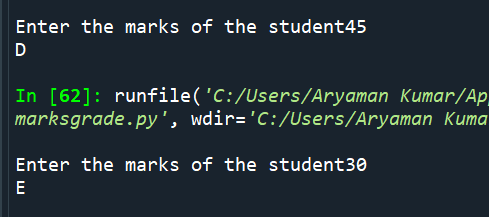 Enter the marks of the student45
D
In [62]: runfile('C:/Users/Aryaman Kumar/Ap
marksgrade.py', wdir='C:/Users/Aryaman Kuma
Enter the marks of the student30
E